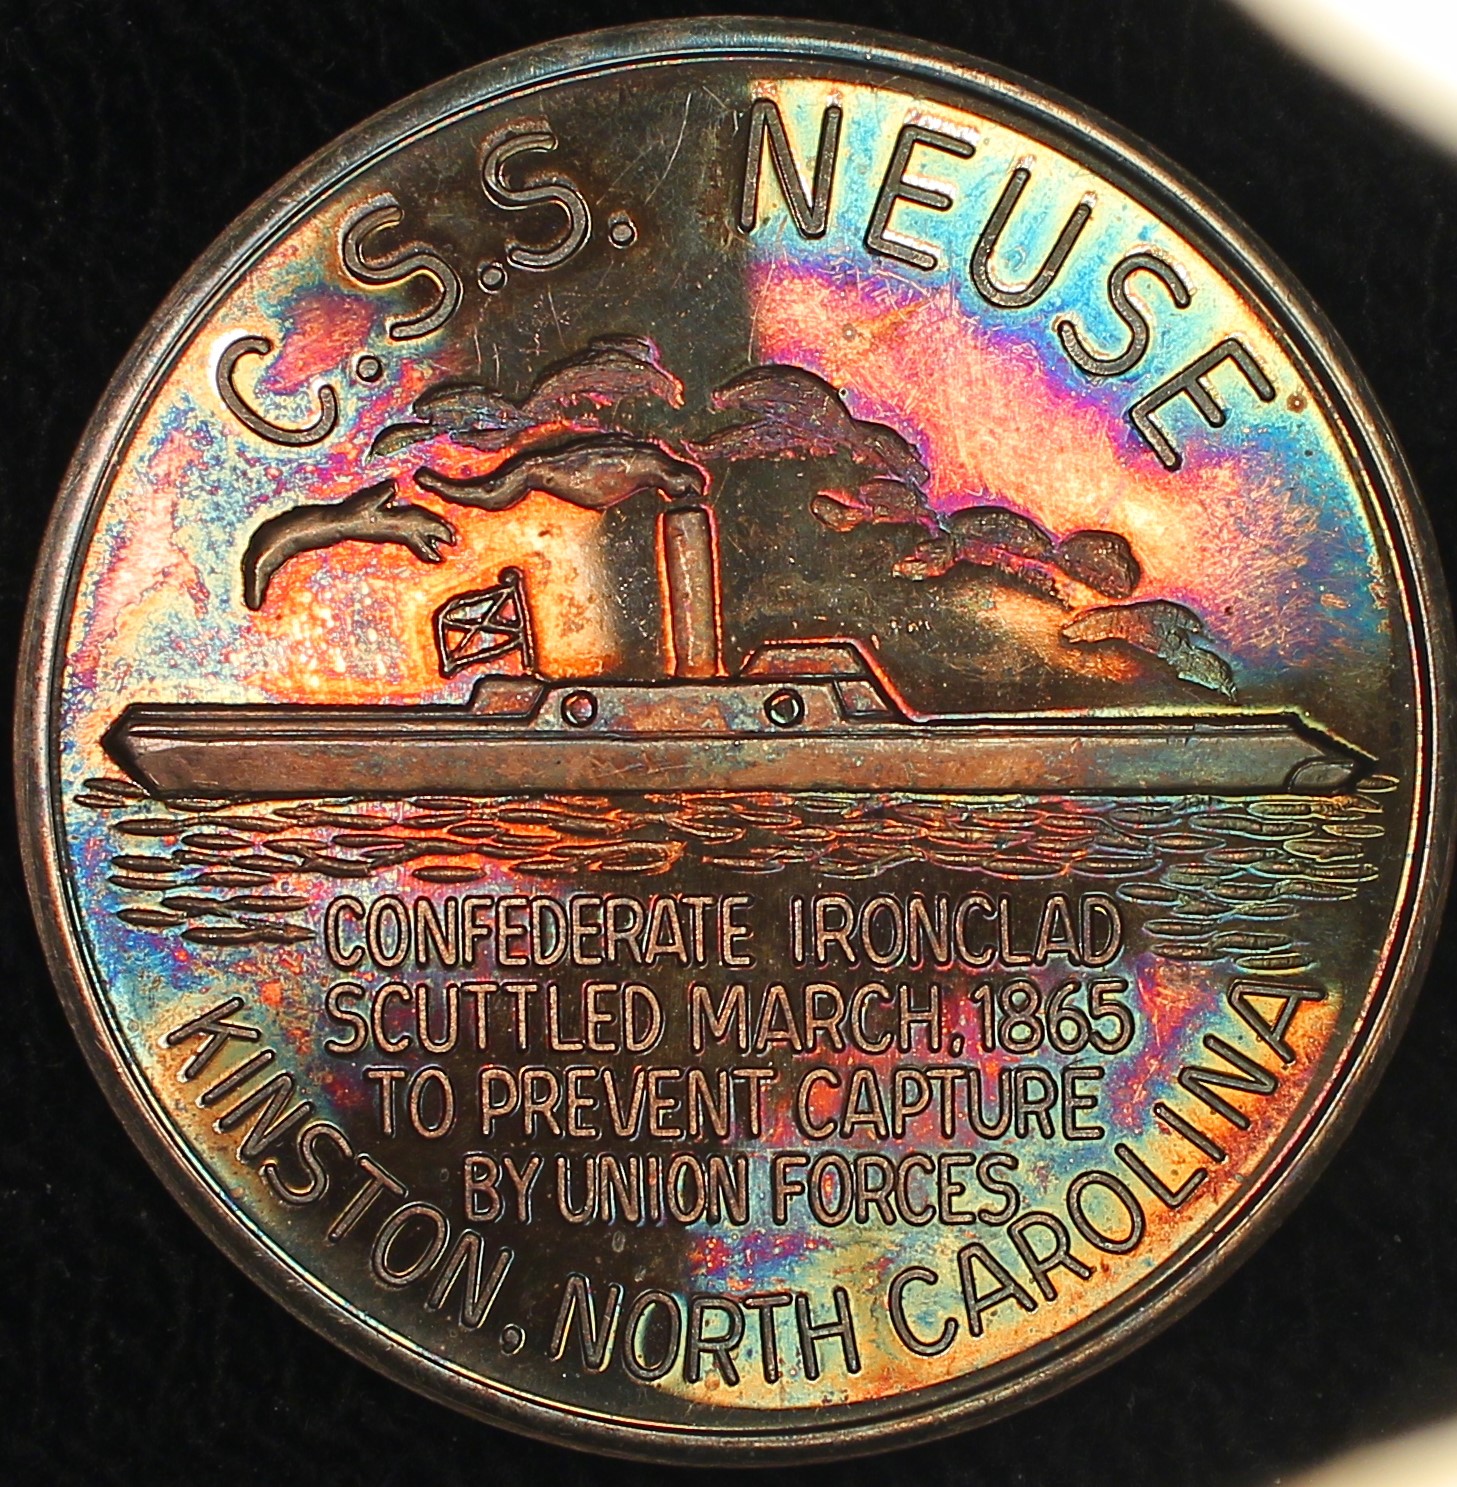 C.S.S. NEUSE
CONFEDERATE IRONCLAD
SCUTTLED MARCH, 1865
TO PREVENT CAPTURE
BY UNION FORCES
KINSTON, NORTH CAROLINA